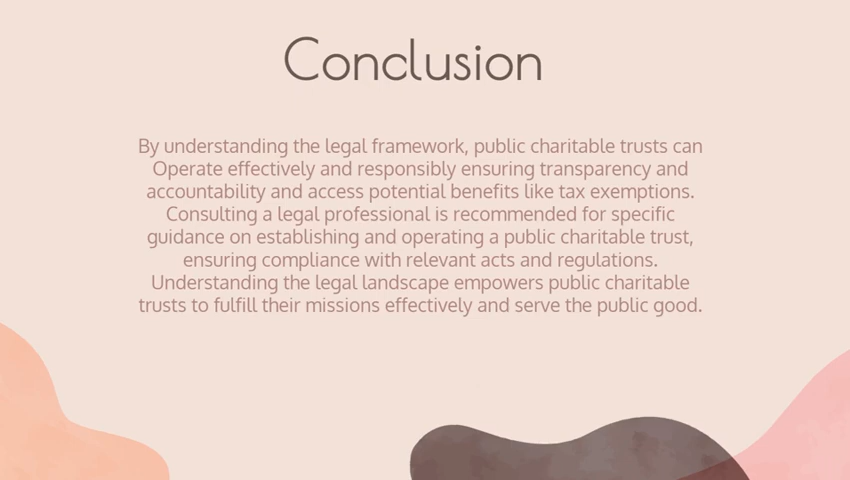 Conclusion
By understanding the legal framework, public charitable trusts can
Operate effectively and responsibly ensuring transparency and
accountability and access potential benefits like tax exemptions.
Consulting a legal professional is recommended for specific
guidance on establishing and operating a public charitable trust,
ensuring compliance with relevant acts and regulations.
Understanding the legal landscape empowers public charitable
trusts to fulfill their missions effectively and serve the public good.